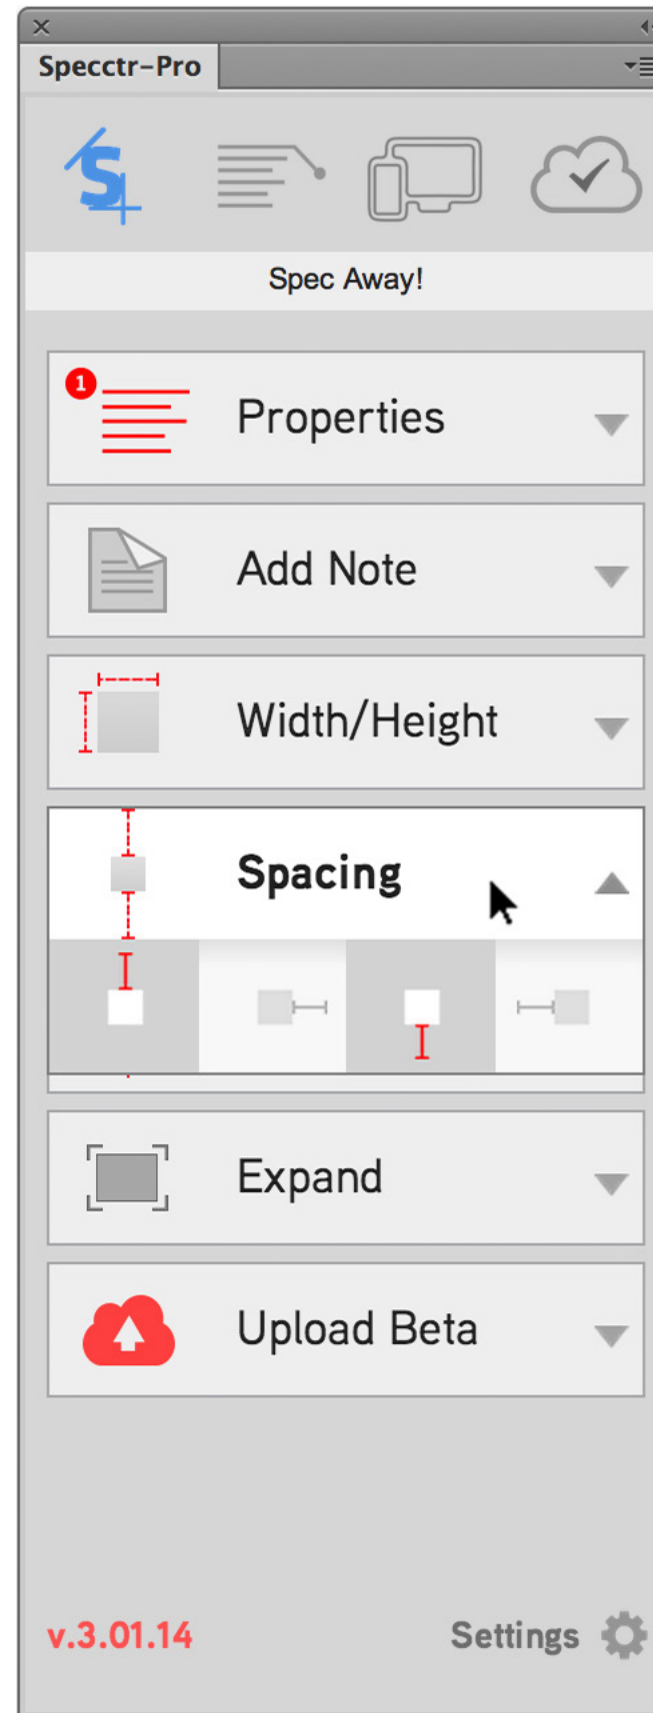 Specctr-Pro
S
Spec Away!
1
Properties
Add Note
Width/Height
Spacing
Expand
Upload Beta
v.3.01.14
Settings